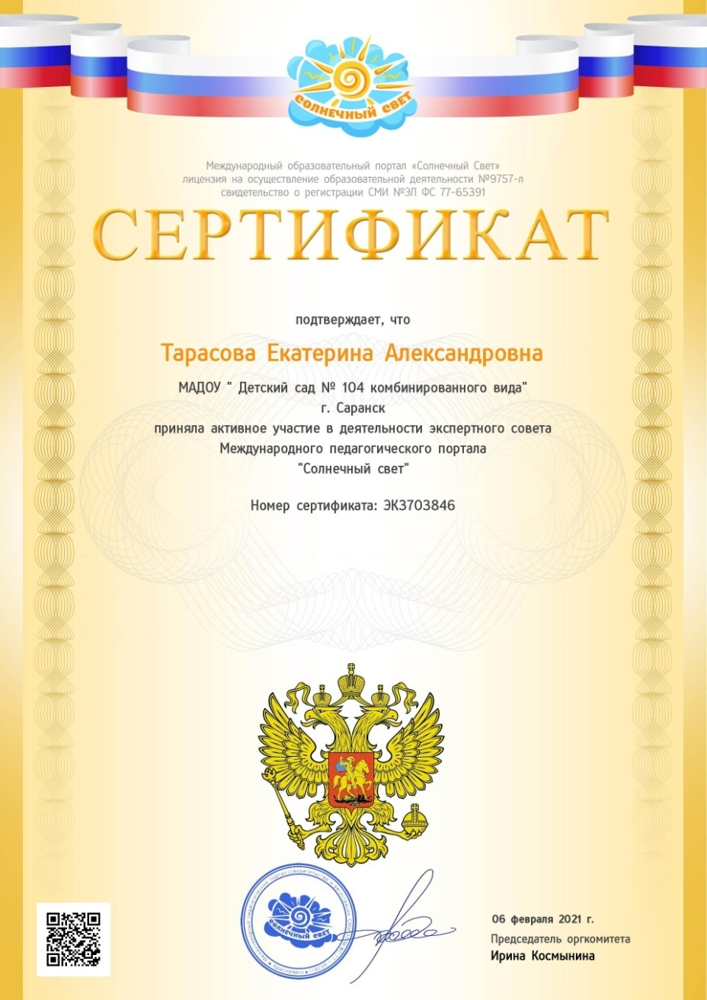 СОЛНЕЧНЫЙ СВЕТ
Международный образовательный портал «Солнечный Свет»
лицензия на осуществление образовательной деятельности №9757-л
свидетельство о регистрации СМИ №ЭЛ ФС 77-65391
СЕРТИФИКАТ
подтверждает, что
Тарасова Екатерина Александровна
МАДОУ " Детский сад № 104 комбинированного вида"
г. Саранск
приняла активное участие в деятельности экспертного совета
Международного педагогического портала
"Солнечный свет"
Номер сертификата: ЭК3703846
СОЛНЕЧНЫЙ СВЕТ
06 февраля 2021 г.
Председатель оргкомитета
Ирина Космынина